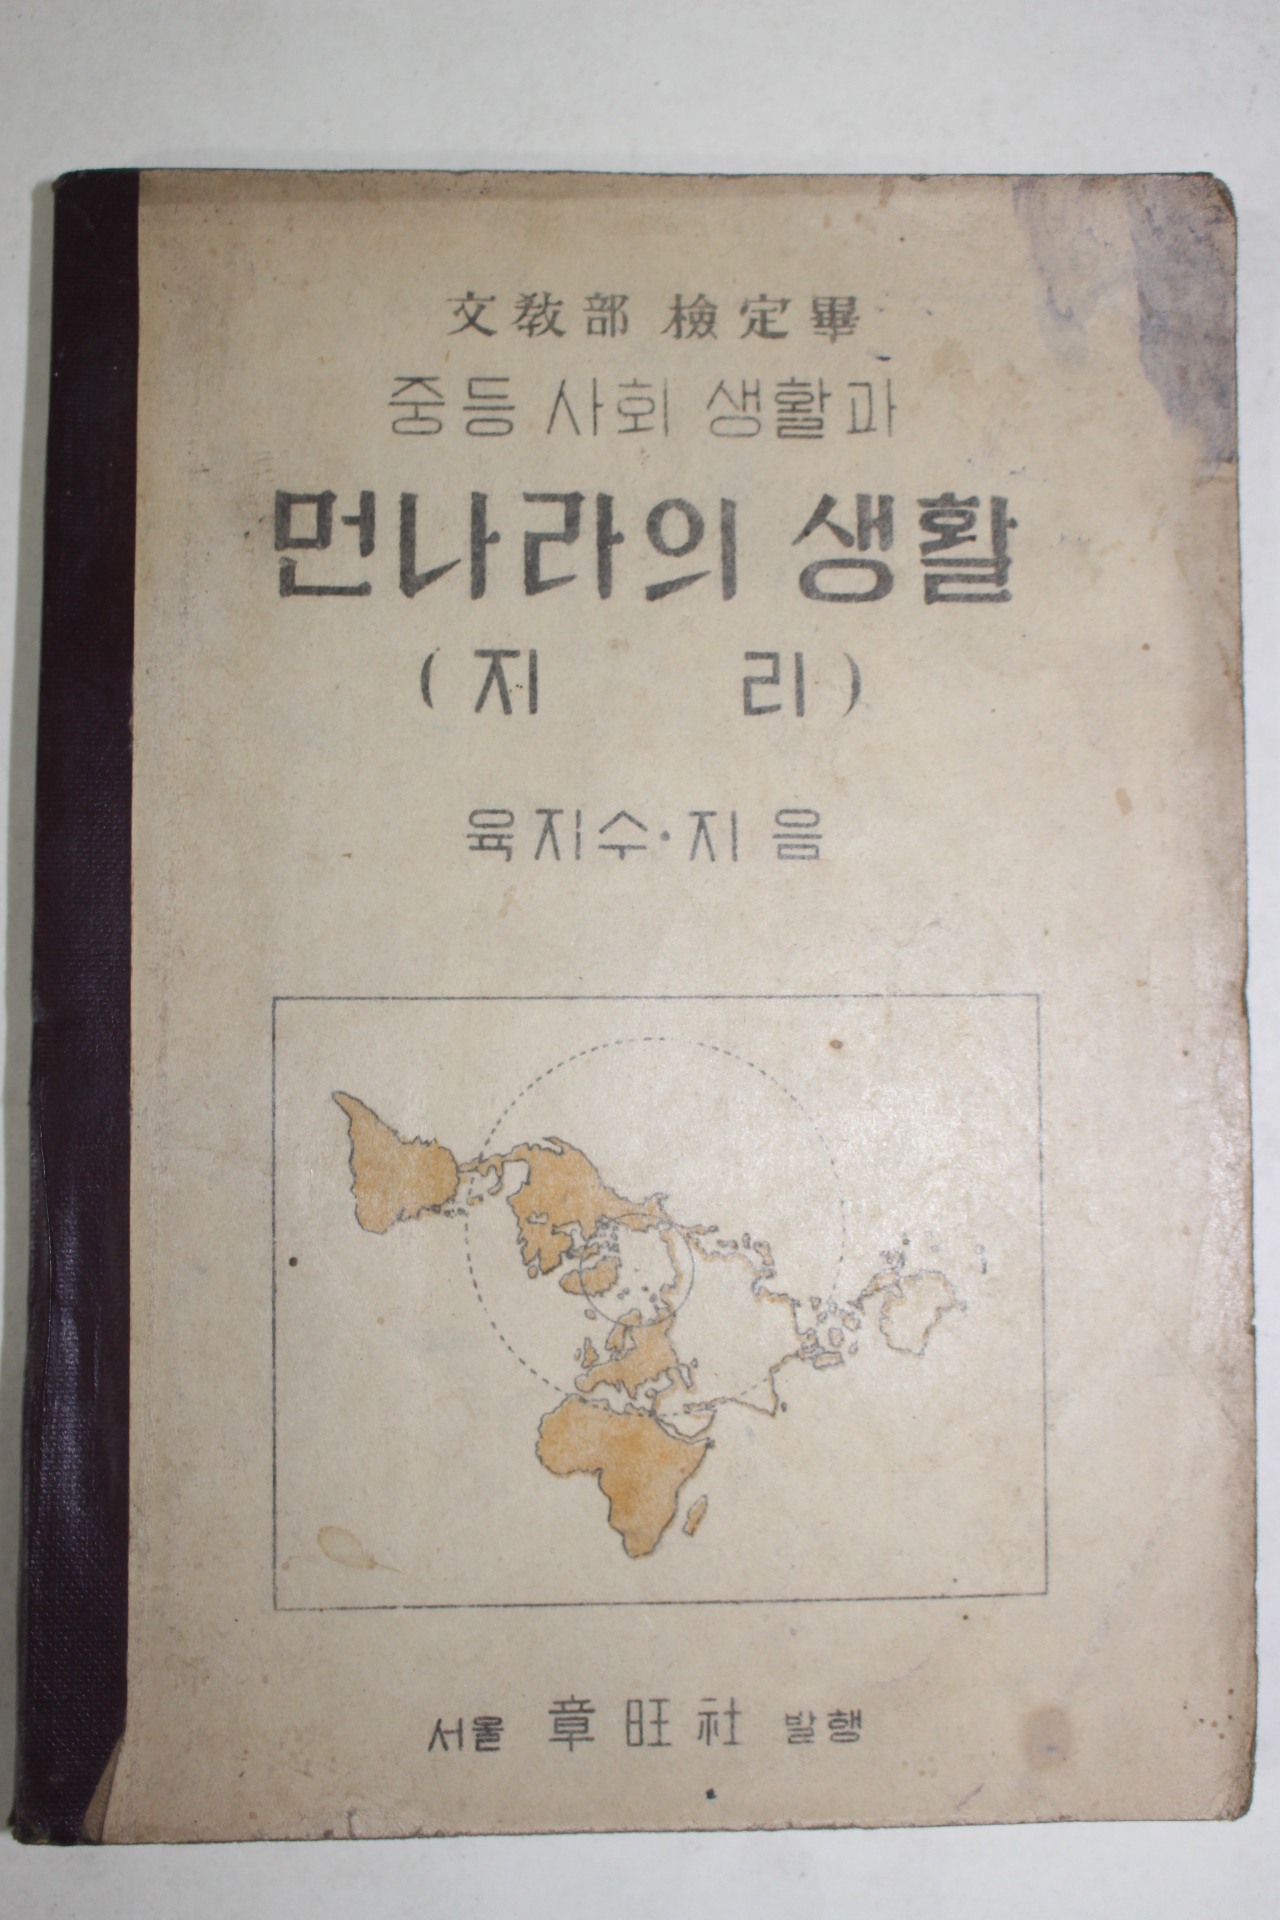 文敎部 檢定畢
중등 사회 생활과
먼나라의 생활
(지 리)
육지수·지음
서울 章旺社 발행